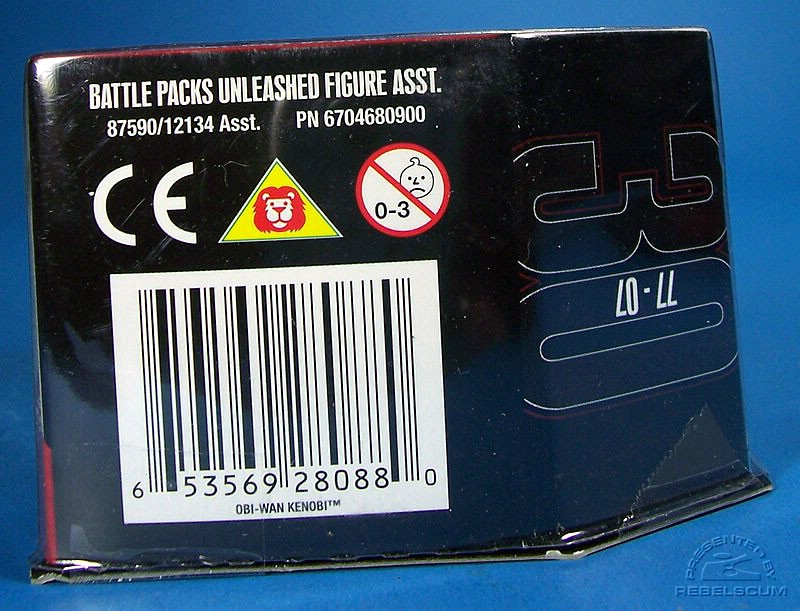 BATTLE PACKS UNLEASHED FIGURE ASST.
87590/12134 Asst. PN 6704680900
CE
0-3
30
77-07
6 53569 28088 0
OBI-WAN KENOBI™
PRESENTED BY
REBELSCUM